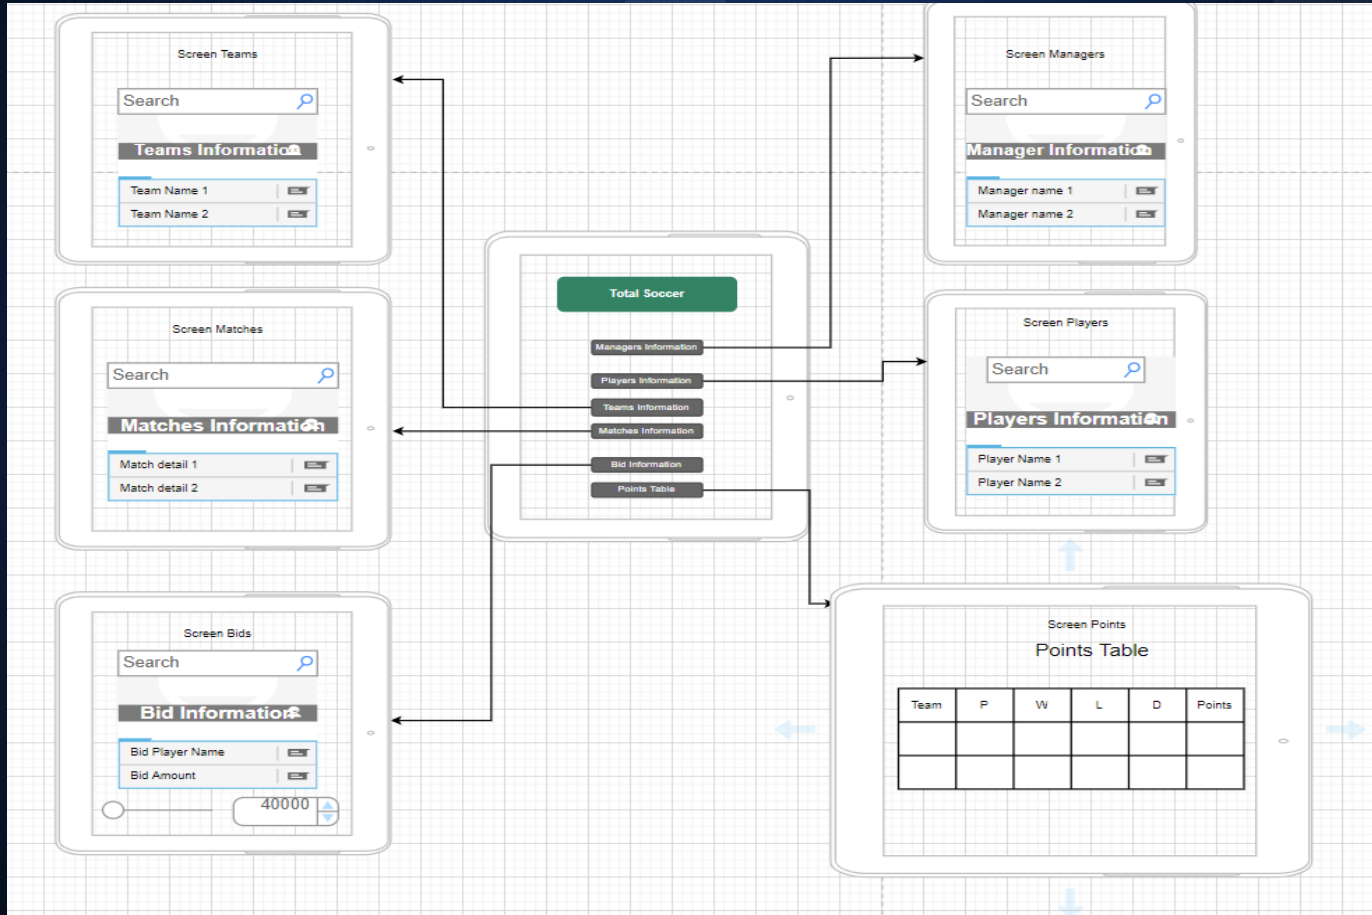 Screen Teams
Search
Teams Information
Team Name 1
Team Name 2
Screen Managers
Search
Manager Information
Manager name 1
Manager name 2
Total Soccer
Managers Information
Players Information
Teams Information
Matches Information
Bid Information
Points Table
Screen Matches
Search
Matches Information
Match detail 1
Match detail 2
Screen Players
Search
Players Information
Player Name 1
Player Name 2
Screen Bids
Search
Bid Information
Bid Player Name
Bid Amount
40000
Screen Points
Points Table
Team P W L D Points